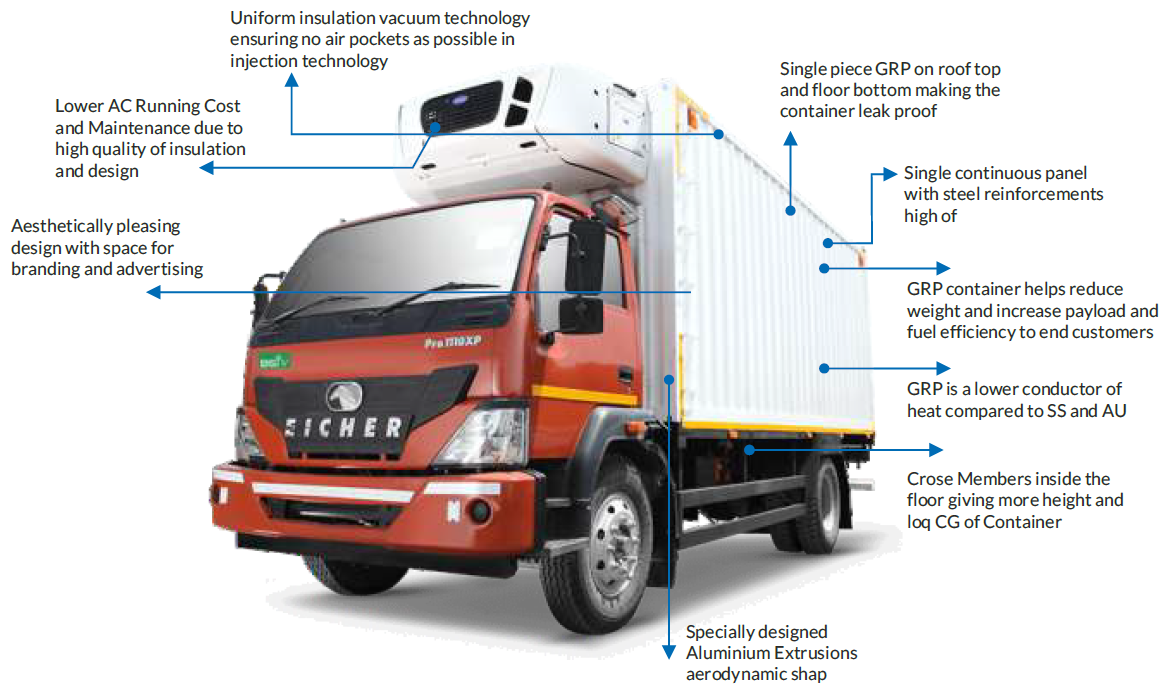 Uniform insulation vacuum technology
ensuring no air pockets as possible in
injection technology
Lower AC Running Cost
and Maintenance due to
high quality of insulation
and design
Aesthetically pleasing
design with space for
branding and advertising
Single piece GRP on roof top
and floor bottom making the
container leak proof
Single continuous panel
with steel reinforcements
high of
GRP container helps reduce
weight and increase payload and
fuel efficiency to end customers
GRP is a lower conductor of
heat compared to SS and AU
Crose Members inside the
floor giving more height and
loq CG of Container
Specially designed
Aluminium Extrusions
aerodynamic shap
Pro 1110XP
EICHER